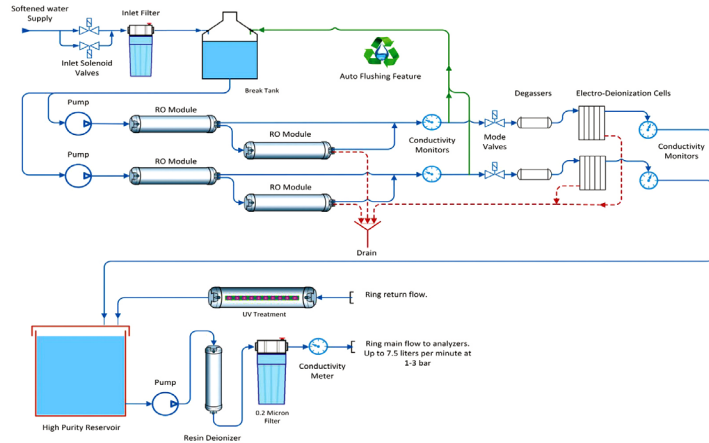 Softened water
Supply
Inlet Filter
Inlet Solenoid
Valves
Break Tank
Auto Flushing Feature
Pump
RO Module
RO Module
Conductivity
Monitors
Mode
Valves
Degassers
Electro-Deionization Cells
Conductivity
Monitors
Pump
RO Module
RO Module
Conductivity
Monitors
Drain
UV Treatment
Ring return flow.
High Purity Reservoir
Pump
Resin Deionizer
0.2 Micron
Filter
Conductivity
Meter
Ring main flow to analyzers.
Up to 7.5 liters per minute at
1-3 bar